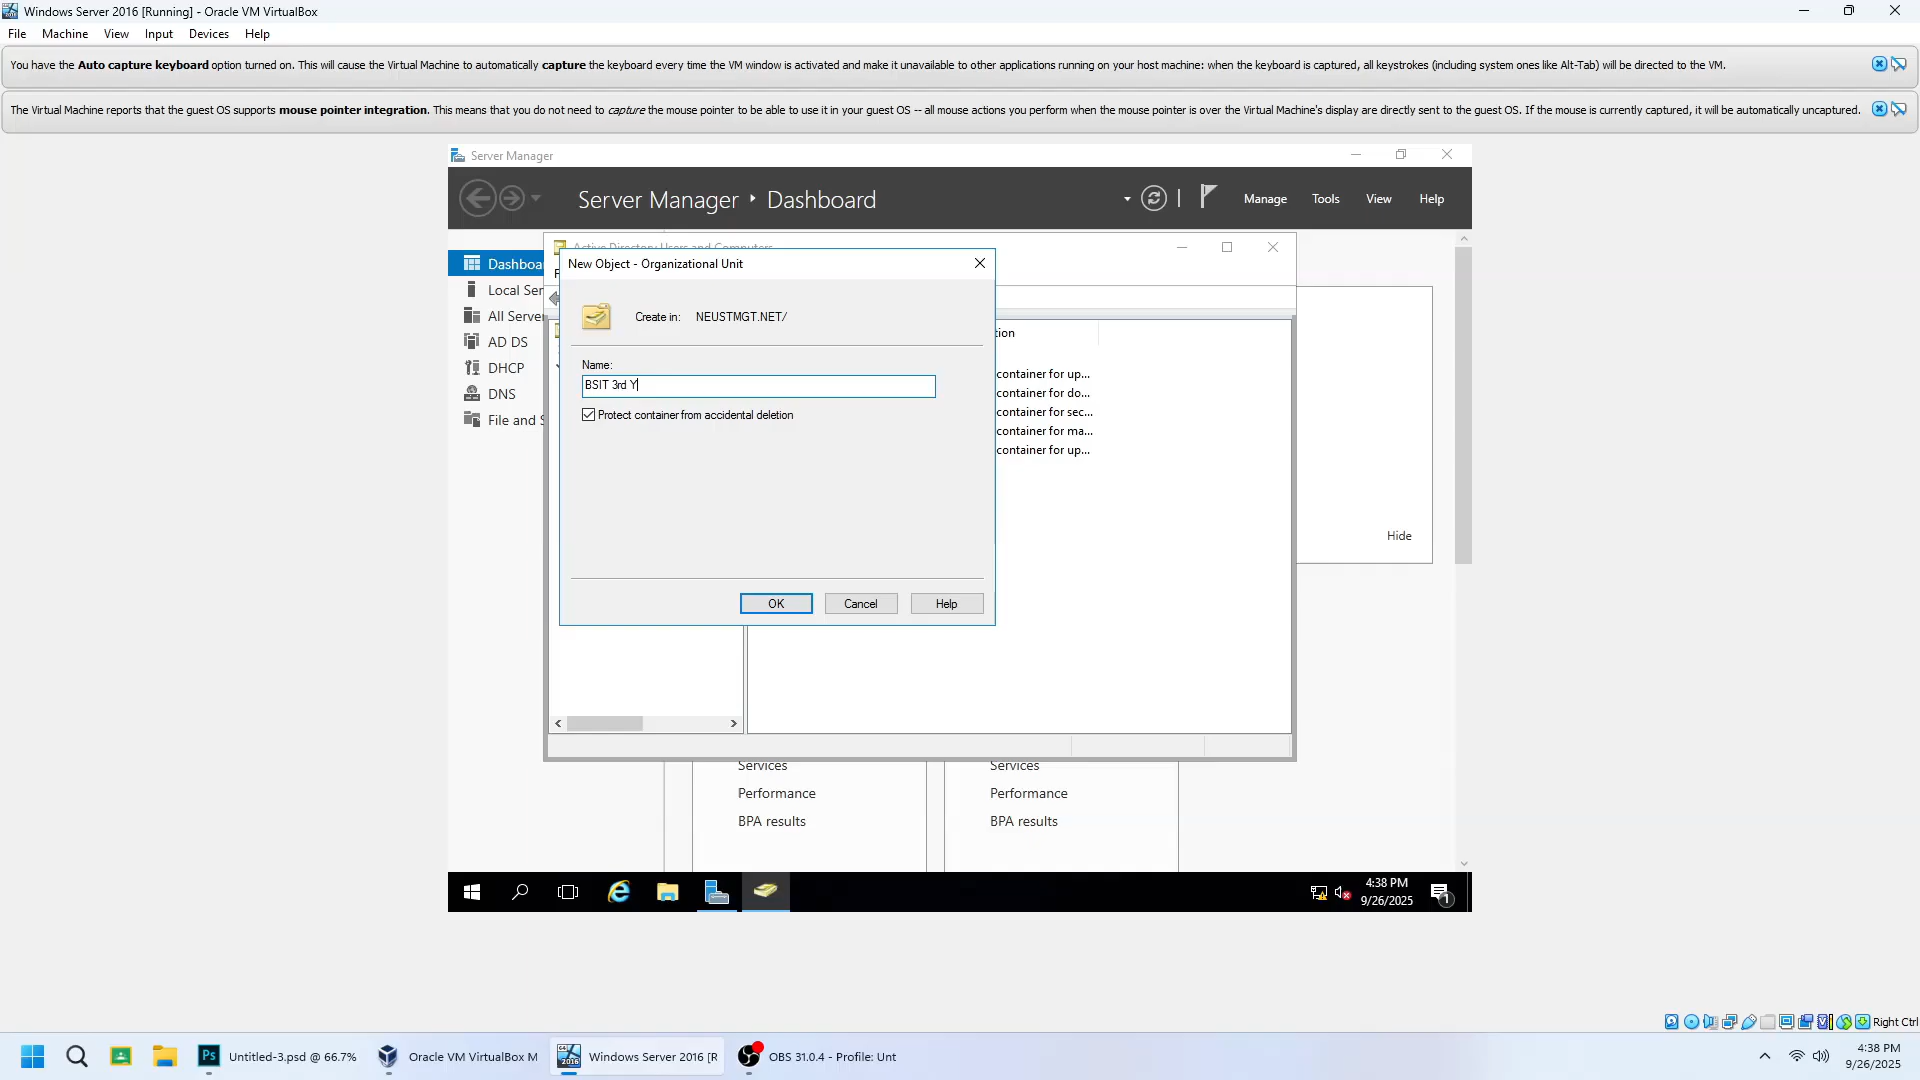 Windows Server 2016 [Running] - Oracle VM VirtualBox
File Machine View Input Devices Help
You have the Auto capture keyboard option turned on. This will cause the Virtual Machine to automatically capture the keyboard every time the VM window is activated and make it unavailable to other applications running on your host machine: when the keyboard is captured, all keystrokes (including system ones like Alt-Tab) will be directed to the VM.
The Virtual Machine reports that the guest OS supports mouse pointer integration. This means that you do not need to capture the mouse pointer to be able to use it in your guest OS -- all mouse actions you perform when the mouse pointer is over the Virtual Machine's display are directly sent to the guest OS. If the mouse is currently captured, it will be automatically uncaptured.
Server Manager
Server Manager Dashboard Manage Tools View Help
Active Directory Users and Computers
New Object - Organizational Unit
Dashboa
Local Ser
All Server
AD DS
DHCP
DNS
File and S
Create in: NEUSTMGT.NET/
Name:
BSIT 3rd Y
Protect container from accidental deletion
OK Cancel Help
tion
container for up...
container for do...
container for sec...
container for ma...
container for up...
Hide
Services Services
Performance Performance
BPA results BPA results
4:38 PM
9/26/2025
1
Right Ctrl
Ps Untitled-3.psd @ 66.7% Oracle VM VirtualBox M Windows Server 2016 [R OBS 31.0.4 - Profile: Unt
4:38 PM
9/26/2025